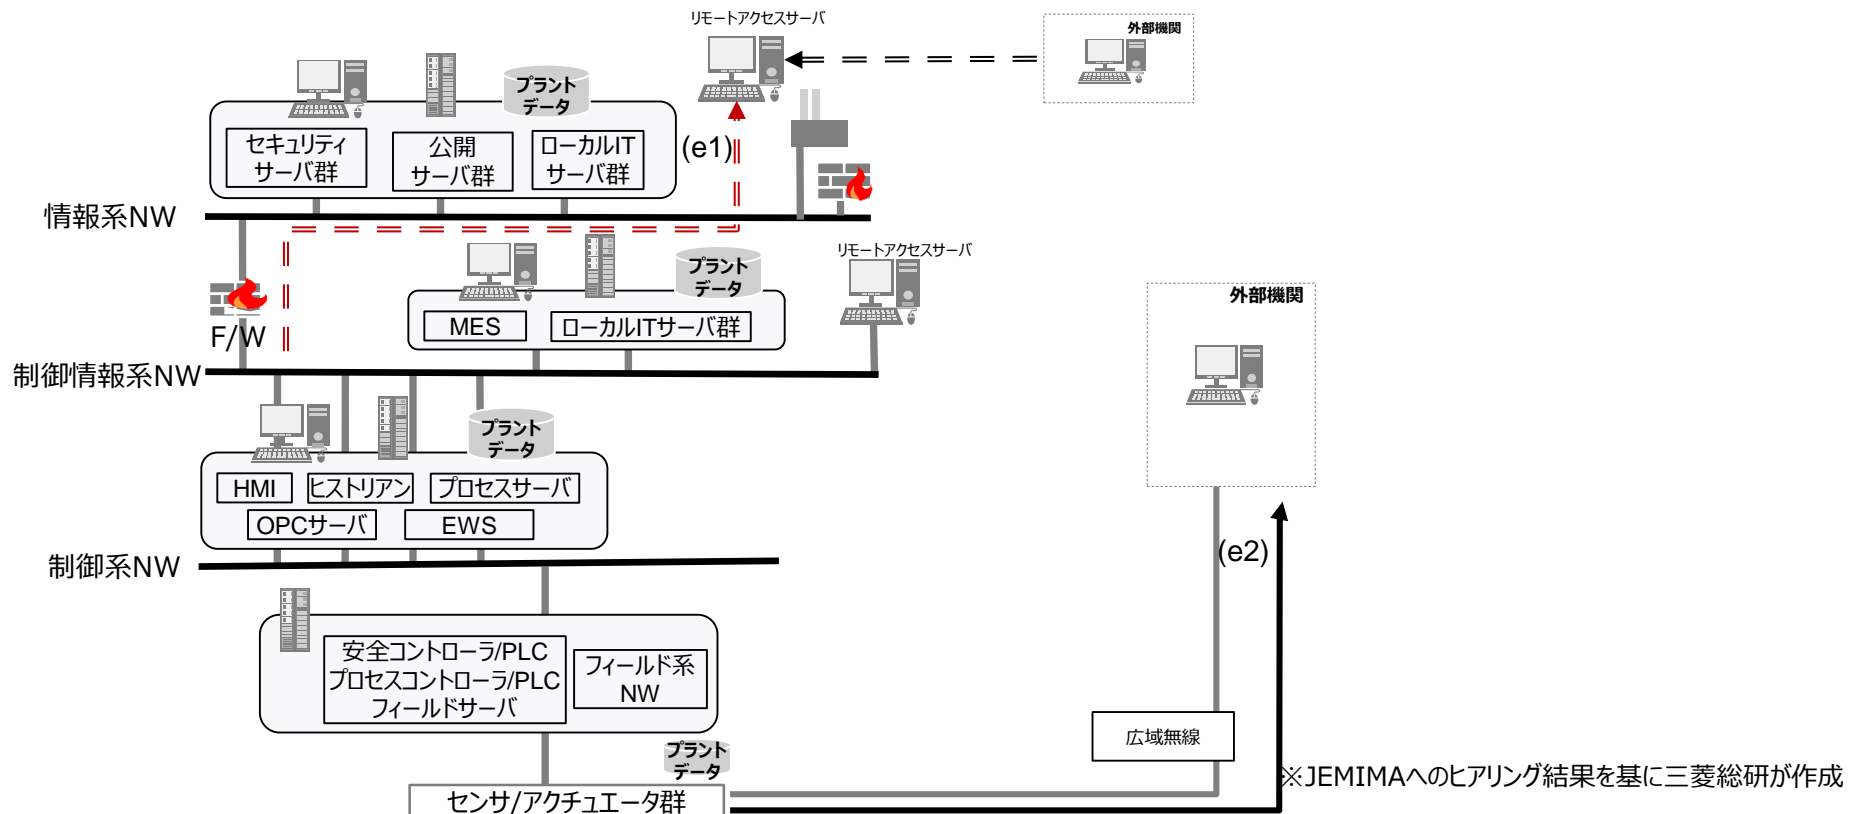 リモートアクセスサーバ
外部機関
プラント
データ
セキュリティ
サーバ群
公開
サーバ群
ローカルIT
サーバ群
(e1)
情報系NW
リモートアクセスサーバ
プラント
データ
外部機関
F/W
MES
ローカルITサーバ群
制御情報系NW
プラント
データ
HMI
ヒストリアン
プロセスサーバ
OPCサーバ
EWS
(e2)
制御系NW
安全コントローラ/PLC
プロセスコントローラ/PLC
フィールドサーバ
フィールド系
NW
広域無線
プラント
データ
※JEMIMAへのヒアリング結果を基に三菱総研が作成
センサ/アクチュエータ群